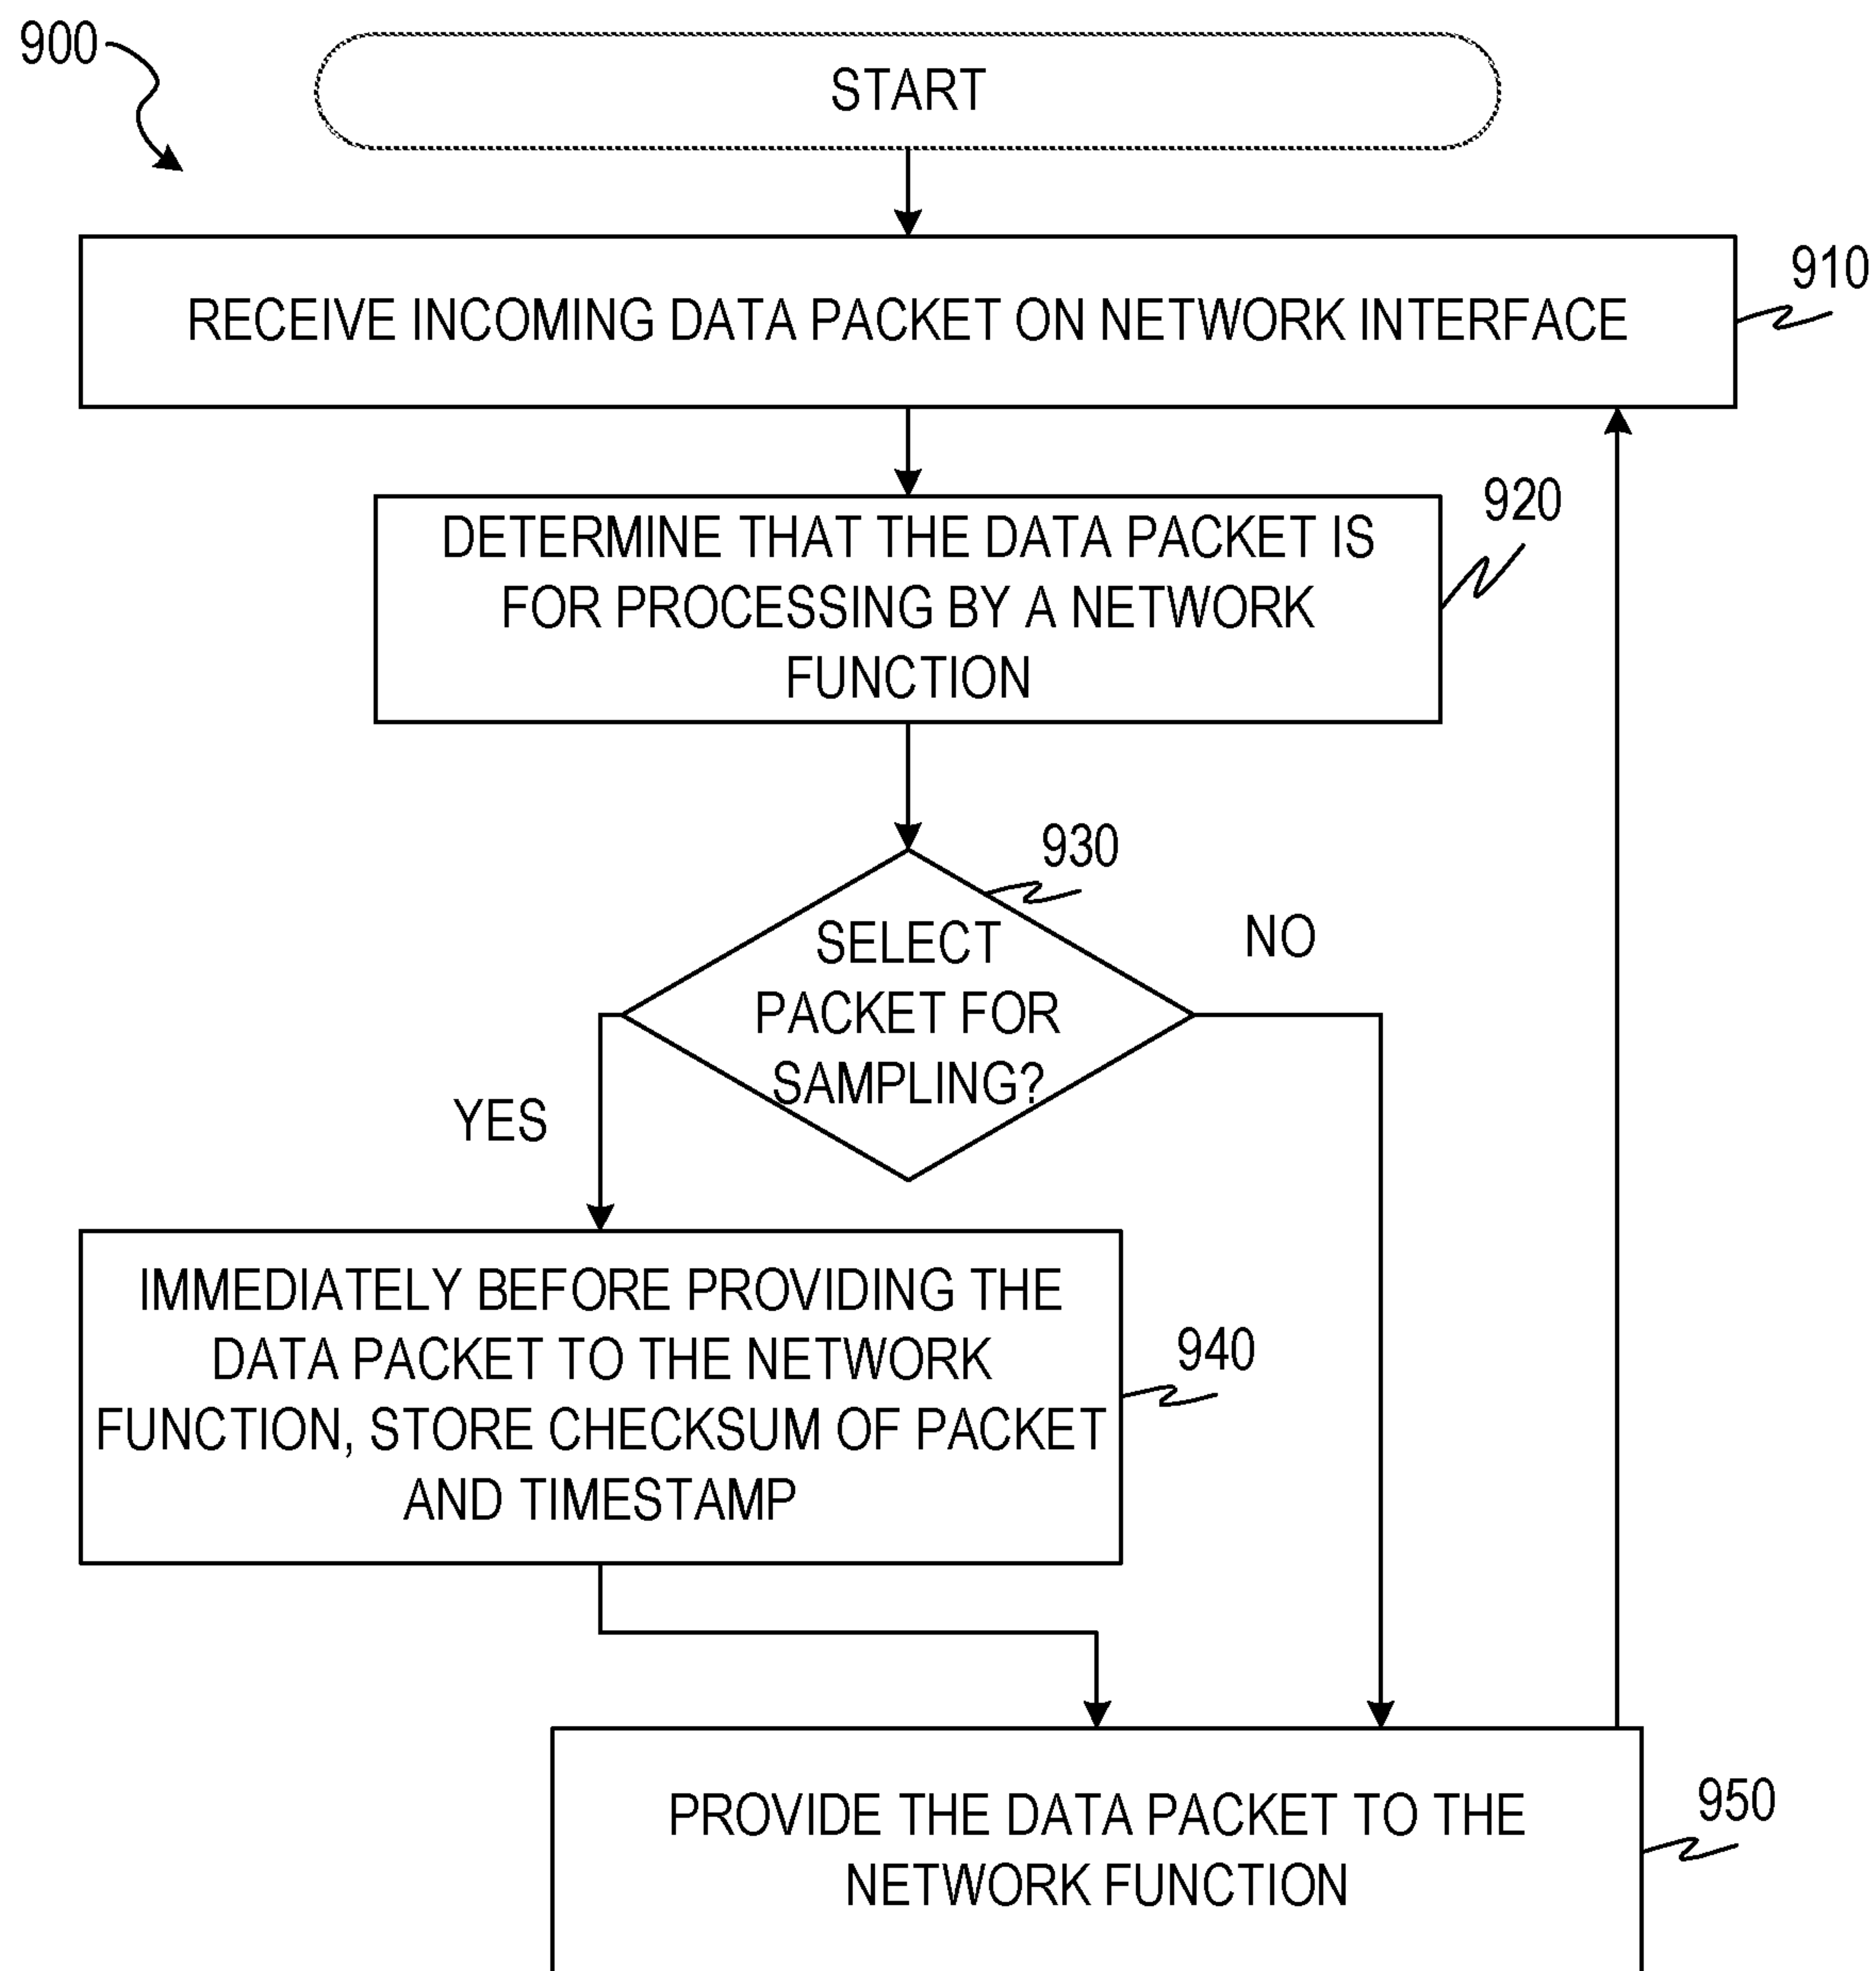 900
START
910
RECEIVE INCOMING DATA PACKET ON NETWORK INTERFACE
920
DETERMINE THAT THE DATA PACKET IS
FOR PROCESSING BY A NETWORK
FUNCTION
930
SELECT
PACKET FOR
SAMPLING?
NO
YES
IMMEDIATELY BEFORE PROVIDING THE
DATA PACKET TO THE NETWORK
FUNCTION, STORE CHECKSUM OF PACKET
AND TIMESTAMP
940
PROVIDE THE DATA PACKET TO THE
NETWORK FUNCTION
950